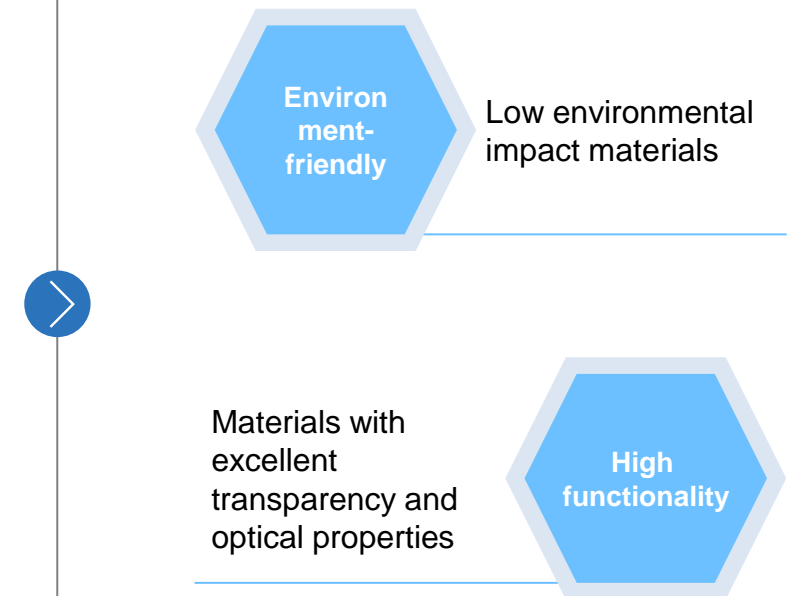 Environ
ment-
friendly
Low environmental
impact materials
Materials with
excellent
transparency and
optical properties
High
functionality